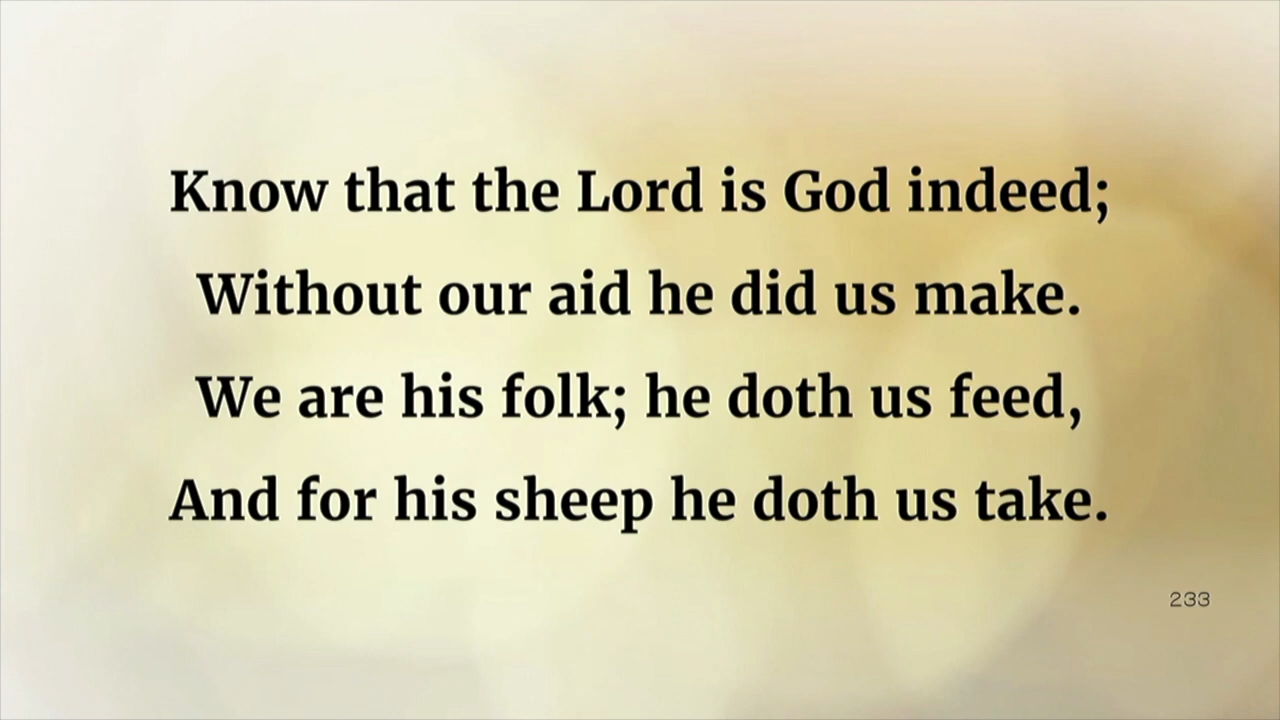 Know that the Lord is God indeed;
Without our aid he did us make.
We are his folk; he doth us feed,
And for his sheep he doth us take.
233